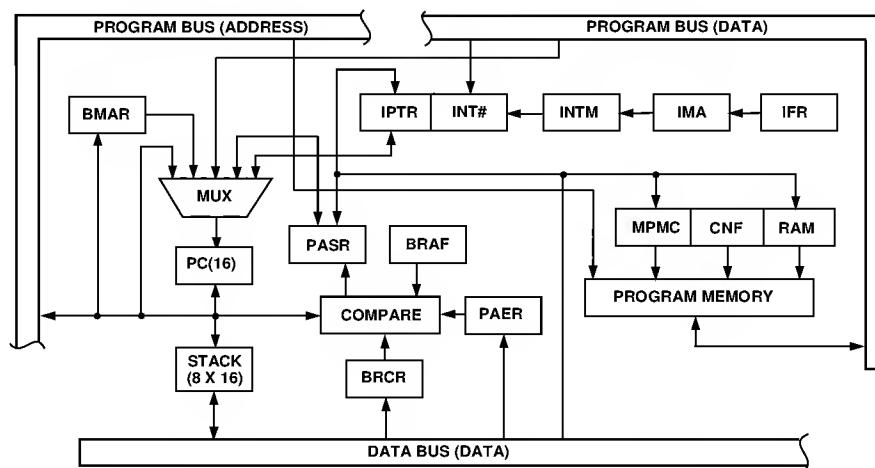 PROGRAM BUS (ADDRESS)
PROGRAM BUS (DATA)
BMAR
IPTR
INT#
INTM
IMA
IFR
MUX
PASR
BRAF
MPMC
CNF
RAM
PC(16)
PROGRAM MEMORY
COMPARE
PAER
STACK
(8 X 16)
BRCR
DATA BUS (DATA)